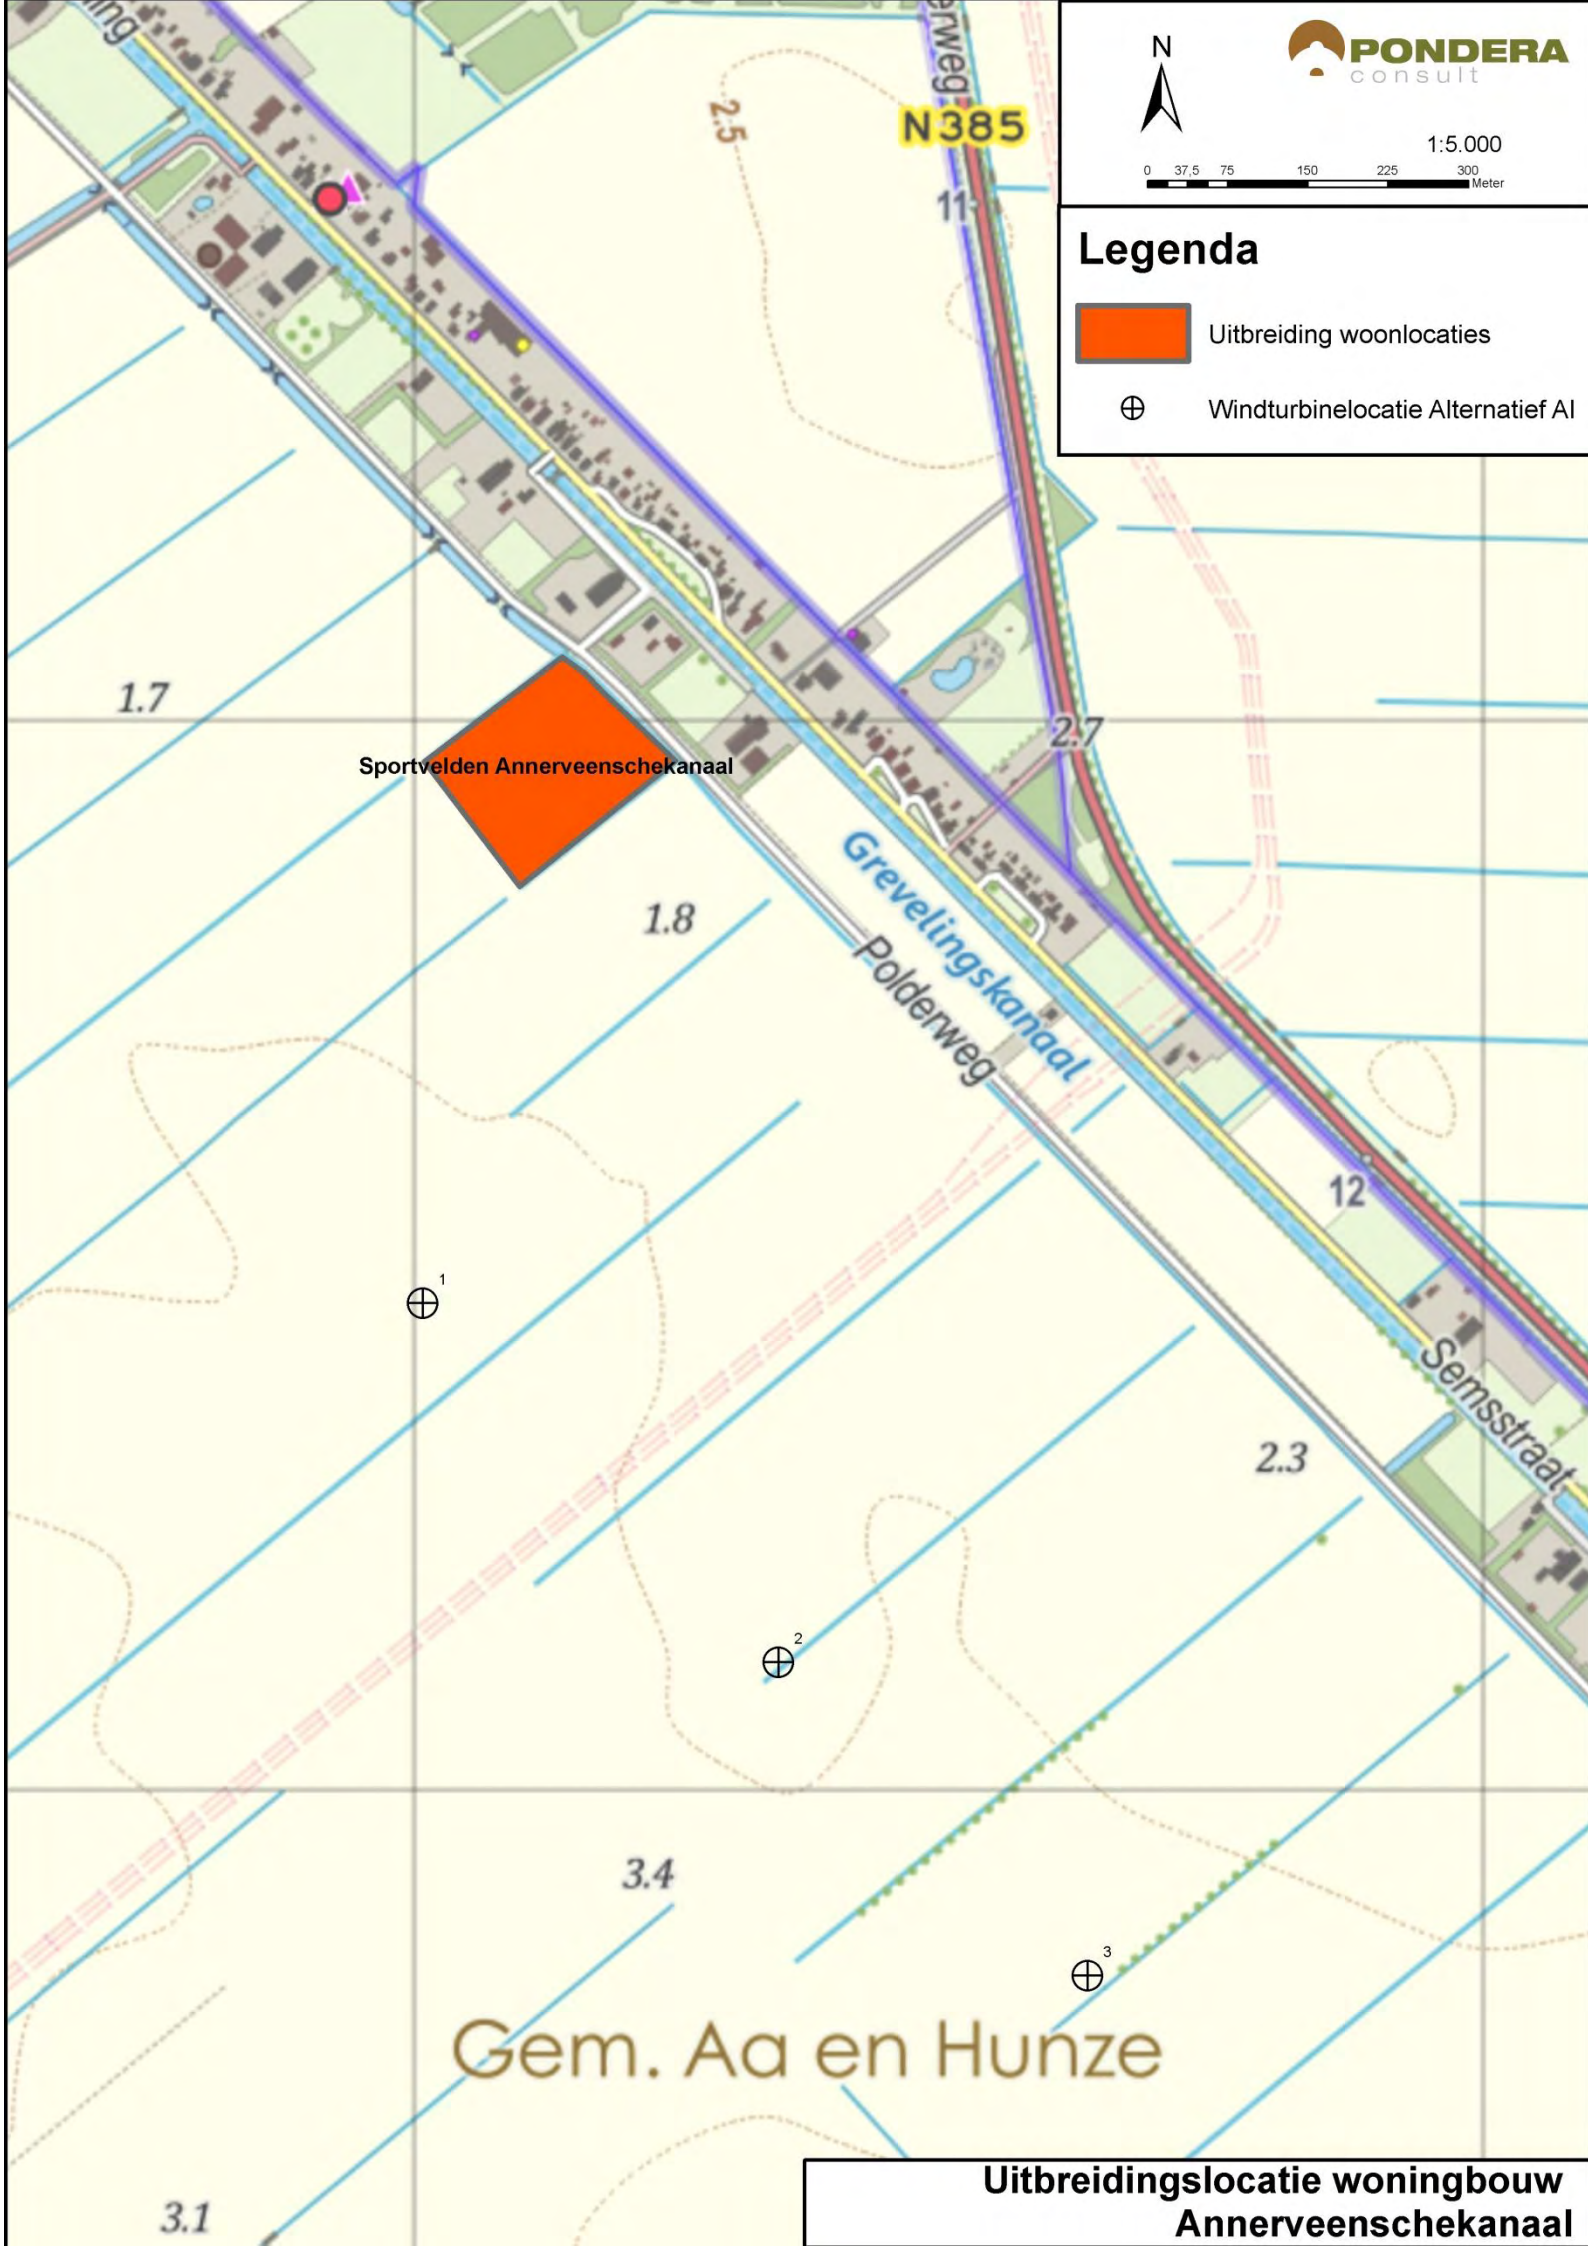 N
PONDERA
consult
1:5.000
0 37,5 75 150 225 300
Meter
Legenda
Uitbreiding woonlocaties
Windturbinelocatie Alternatief Al
N385
2.5
11
1.7
2.7
Sportvelden Annerveenschekanaal
1.8
Grevelingskanaal
Polderweg
12
1
Semsstraat
2.3
2
3.4
3
Gem. Aa en Hunze
3.1
Uitbreidingslocatie woningbouw
Annerveenschekanaal